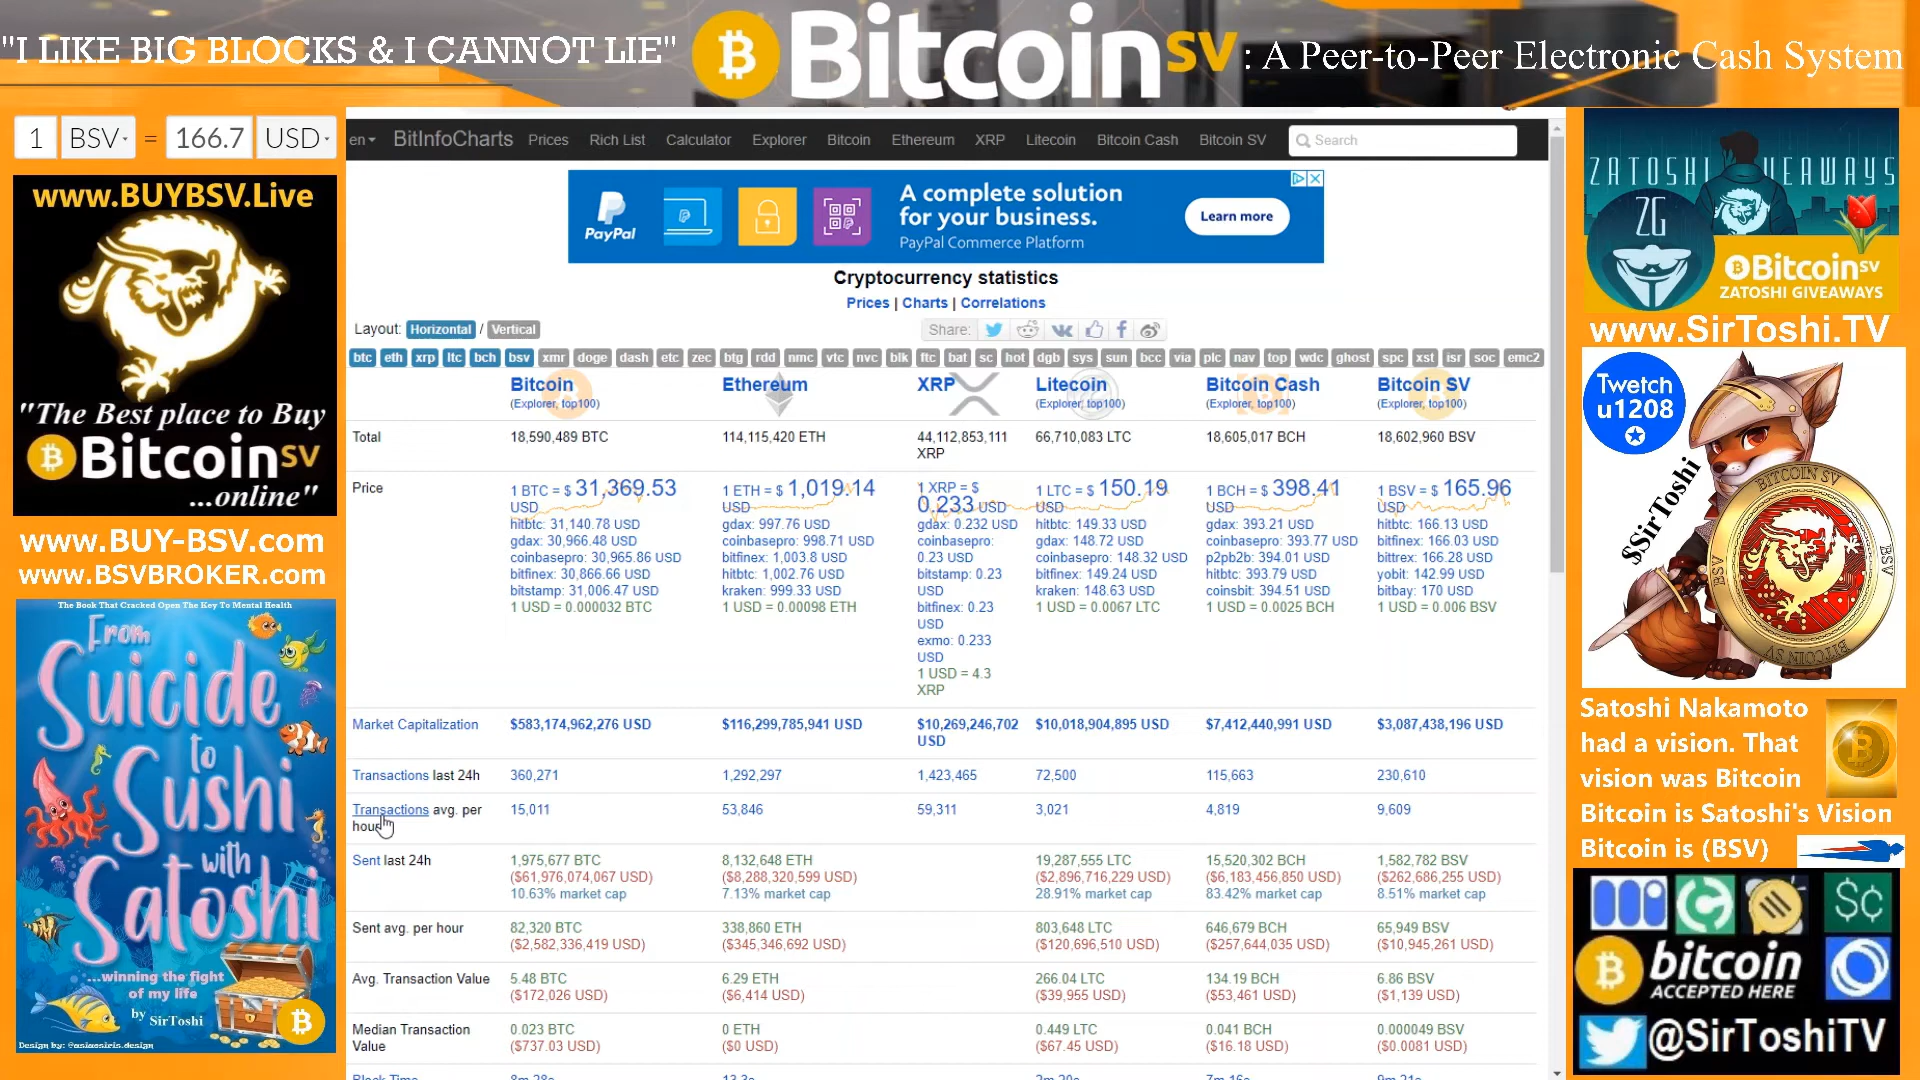 "I LIKE BIG BLOCKS & I CANNOT LIE"
Bitcoin SV : A Peer-to-Peer Electronic Cash System
1 BSV = 166.7 USD
www.BUYBSV.Live
"The Best place to Buy
Bitcoin SV
...online"
www.BUY-BSV.com
www.BSVBROKER.com
The Book That Cracked Open The Key To Mental Health
From
Suicide
to
Sushi
with
Satoshi
...winning the fight
of my life
by SirToshi
Design by: @asiaosiris.design
en BitInfoCharts Prices Rich List Calculator Explorer Bitcoin Ethereum XRP Litecoin Bitcoin Cash Bitcoin SV Search
PayPal
A complete solution
for your business.
PayPal Commerce Platform
Learn more
Cryptocurrency statistics
Prices | Charts | Correlations
Layout: Horizontal / Vertical
Share:
btc eth xrp ltc bch bsv xmr doge dash etc zec btg rdd nmc vtc nvc blk ftc bat sc hot dgb sys sun bcc via plc nav top wdc ghost spc xst isr soc emc2
Bitcoin Ethereum XRP Litecoin Bitcoin Cash Bitcoin SV
(Explorer, top100) (Explorer, top100) (Explorer, top100) (Explorer, top100)
Total 18,590,489 BTC 114,115,420 ETH 44,112,853,111 XRP 66,710,083 LTC 18,605,017 BCH 18,602,960 BSV
Price
1 BTC = $ 31,369.53 USD
hitbtc: 31,140.78 USD
gdax: 30,966.48 USD
coinbasepro: 30,965.86 USD
bitfinex: 30,866.66 USD
bitstamp: 31,006.47 USD
1 USD = 0.000032 BTC
1 ETH = $ 1,019.14 USD
gdax: 997.76 USD
coinbasepro: 998.71 USD
bitfinex: 1,003.8 USD
hitbtc: 1,002.76 USD
kraken: 999.33 USD
1 USD = 0.00098 ETH
1 XRP = $
0.233 USD
gdax: 0.232 USD
coinbasepro:
0.23 USD
bitstamp: 0.23
USD
bitfinex: 0.23
USD
exmo: 0.233
USD
1 USD = 4.3
XRP
1 LTC = $ 150.19 USD
hitbtc: 149.33 USD
gdax: 148.72 USD
coinbasepro: 148.32 USD
bitfinex: 149.24 USD
kraken: 148.63 USD
1 USD = 0.0067 LTC
1 BCH = $ 398.41 USD
gdax: 393.21 USD
coinbasepro: 393.77 USD
p2pb2b: 394.01 USD
hitbtc: 393.79 USD
coinsbit: 394.51 USD
1 USD = 0.0025 BCH
1 BSV = $ 165.96 USD
hitbtc: 166.13 USD
bitfinex: 166.03 USD
bittrex: 166.28 USD
yobit: 142.99 USD
bitbay: 170 USD
1 USD = 0.006 BSV
Market Capitalization $583,174,962,276 USD $116,299,785,941 USD $10,269,246,702 USD $10,018,904,895 USD $7,412,440,991 USD $3,087,438,196 USD
Transactions last 24h 360,271 1,292,297 1,423,465 72,500 115,663 230,610
Transactions avg. per hour 15,011 53,846 59,311 3,021 4,819 9,609
Sent last 24h 1,975,677 BTC 8,132,648 ETH 19,287,555 LTC 15,520,302 BCH 1,582,782 BSV
($61,976,074,067 USD) ($8,288,320,599 USD) ($2,896,716,229 USD) ($6,183,456,850 USD) ($262,686,255 USD)
10.63% market cap 7.13% market cap 28.91% market cap 83.42% market cap 8.51% market cap
Sent avg. per hour 82,320 BTC 338,860 ETH 803,648 LTC 646,679 BCH 65,949 BSV
($2,582,336,419 USD) ($345,346,692 USD) ($120,696,510 USD) ($257,644,035 USD) ($10,945,261 USD)
Avg. Transaction Value 5.48 BTC 6.29 ETH 266.04 LTC 134.19 BCH 6.86 BSV
($172,026 USD) ($6,414 USD) ($39,955 USD) ($53,461 USD) ($1,139 USD)
Median Transaction Value 0.023 BTC 0 ETH 0.449 LTC 0.041 BCH 0.000049 BSV
($737.03 USD) ($0 USD) ($67.45 USD) ($16.18 USD) ($0.0081 USD)
Block Time 8m 28s 13.3s 2m 20s 7m 16s 9m 21s
ZG
Bitcoin SV
ZATOSHI GIVEAWAYS
www.SirToshi.TV
Twetch
u1208
$SirToshi
BITCOIN SV
BSV
BSV
BITCOIN SV
Satoshi Nakamoto
had a vision. That
vision was Bitcoin
Bitcoin is Satoshi's Vision
Bitcoin is (BSV)
bitcoin
ACCEPTED HERE
@SirToshiTV